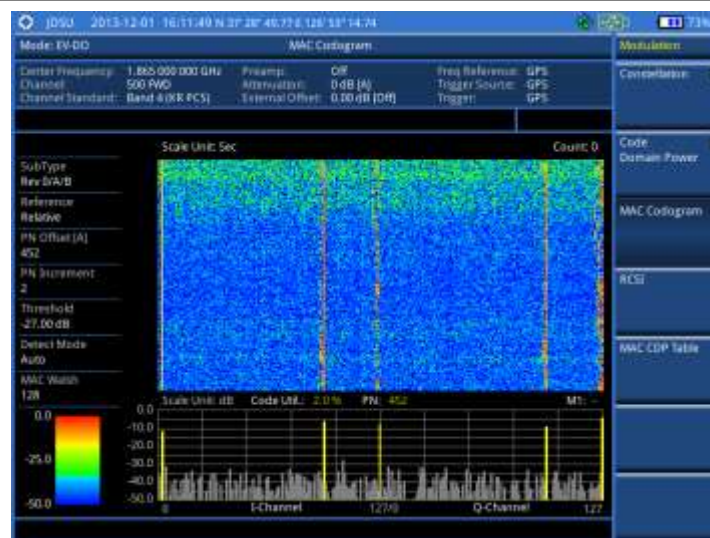 JDSU 2013-12-01 16:11:49 N 37° 28' 49.77 E 126° 53' 14.74 73%
Mode: EV-DO MAC Codogram Modulation
Center Frequency: 1.865 000 000 GHz Preamp: Off Freq Reference: GPS
Channel: 500 FWD Attenuation: 0 dB [A] Trigger Source: GPS
Channel Standard: Band 4 (KR PCS) External Offset: 0.00 dB [Off] Trigger: GPS
Constellation
Scale Unit: Sec Count: 0
SubType
Rev 0/A/B
Reference
Relative
PN Offset [A]
452
PN Increment
2
Threshold
-27.00 dB
Detect Mode
Auto
MAC Walsh
128
Code
Domain Power
MAC Codogram
RCSI
MAC CDP Table
Scale Unit: dB Code Util.: 2.0 % PN: 452 M1: --
0.0
-25.0
-50.0
0.0
-10.0
-20.0
-30.0
-40.0
-50.0
0 I-Channel 127/0 Q-Channel 127